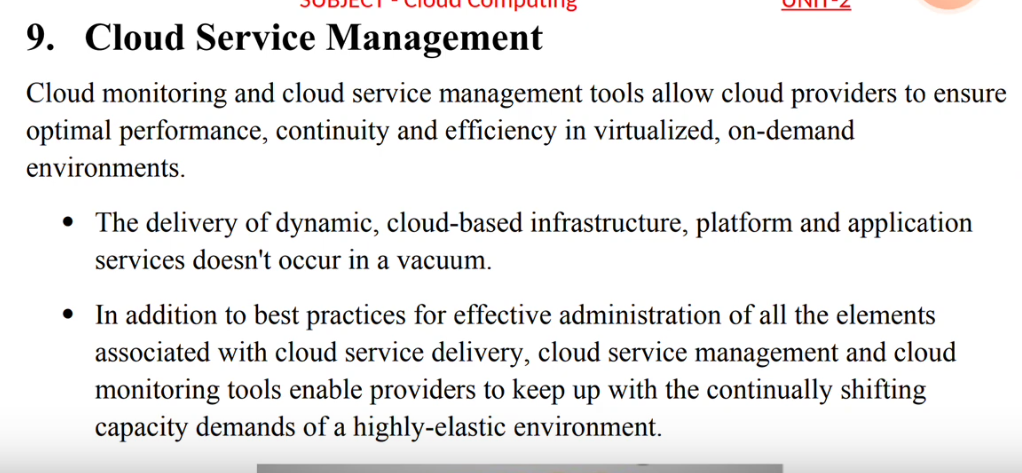 SUBJECT - Cloud Computing UNIT-2
9. Cloud Service Management
Cloud monitoring and cloud service management tools allow cloud providers to ensure
optimal performance, continuity and efficiency in virtualized, on-demand
environments.
• The delivery of dynamic, cloud-based infrastructure, platform and application
services doesn't occur in a vacuum.
• In addition to best practices for effective administration of all the elements
associated with cloud service delivery, cloud service management and cloud
monitoring tools enable providers to keep up with the continually shifting
capacity demands of a highly-elastic environment.